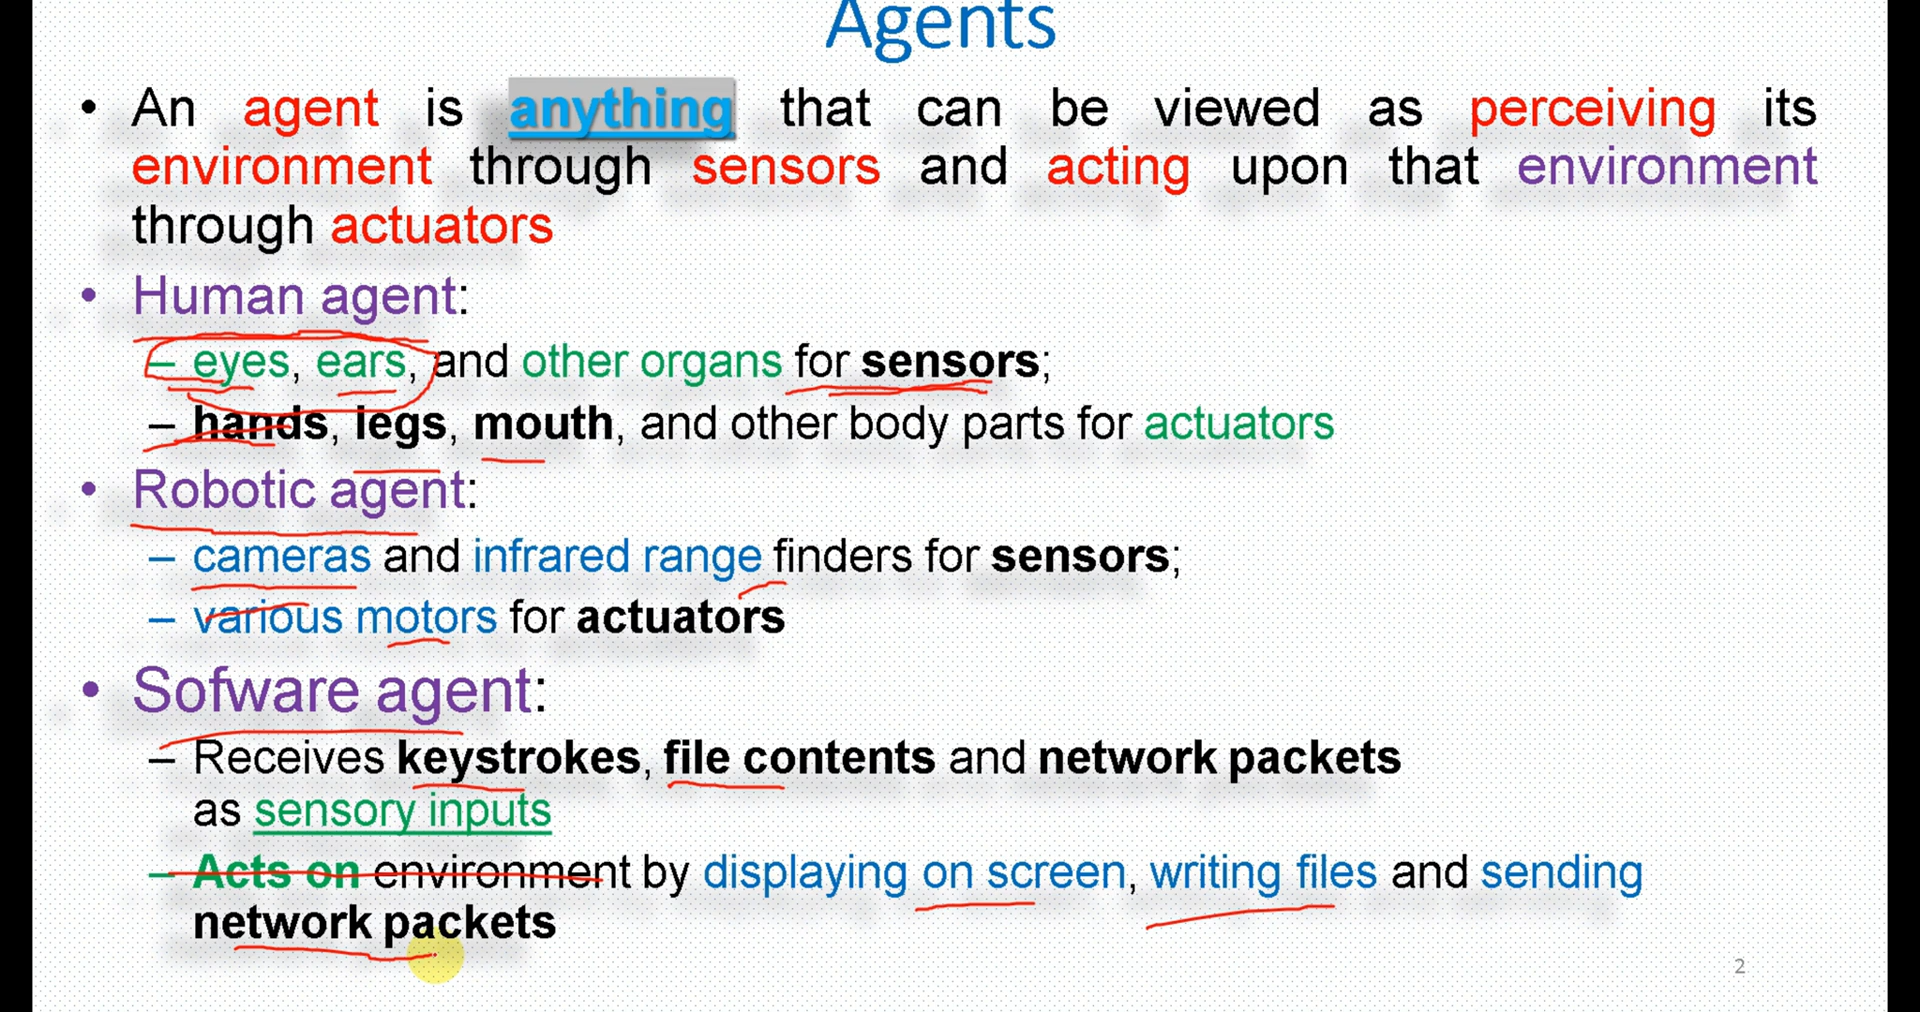 Agents
• An agent is anything that can be viewed as perceiving its
environment through sensors and acting upon that environment
through actuators
• Human agent:
– eyes, ears, and other organs for sensors;
– hands, legs, mouth, and other body parts for actuators
• Robotic agent:
– cameras and infrared range finders for sensors;
– various motors for actuators
• Sofware agent:
– Receives keystrokes, file contents and network packets
as sensory inputs
– Acts on environment by displaying on screen, writing files and sending
network packets
2